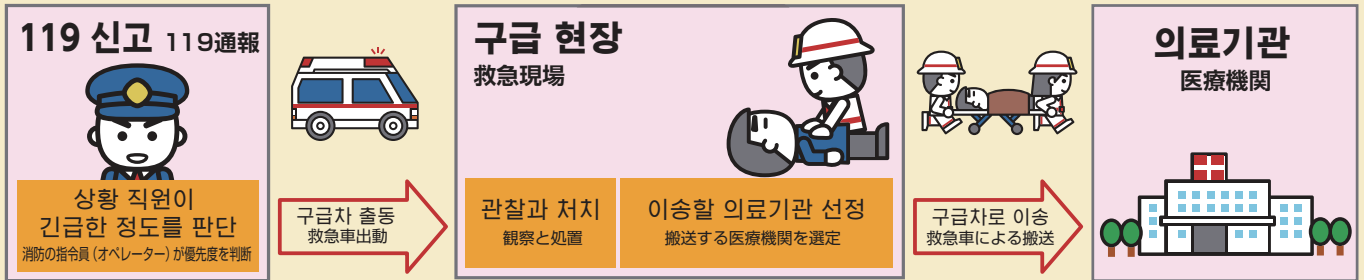 119 신고 119通報
상황 직원이
긴급한 정도를 판단
消防の指令員（オペレーター）が優先度を判断
구급차 출동
救急車出動
구급 현장
救急現場
관찰과 처치
観察と処置
이송할 의료기관 선정
搬送する医療機関を選定
구급차로 이송
救急車による搬送
의료기관
医療機関